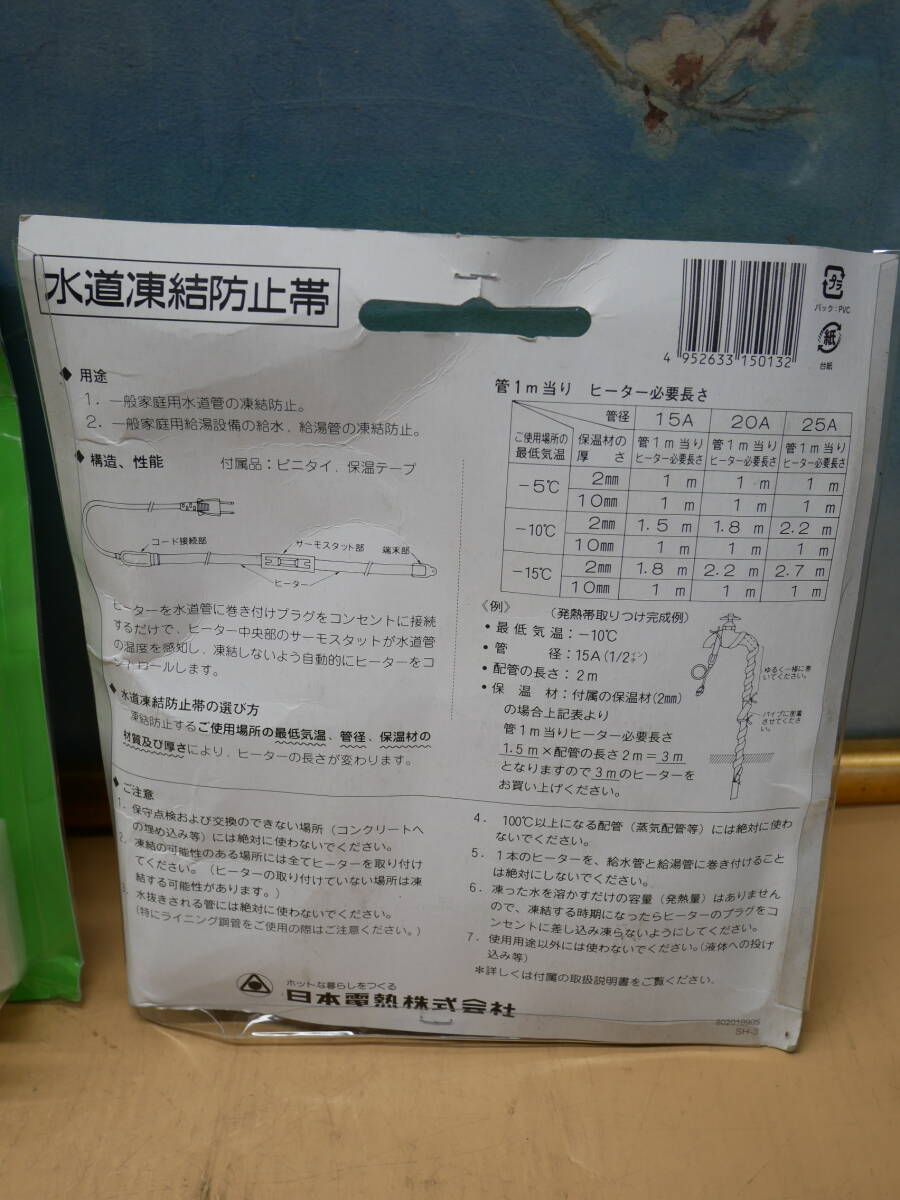 水道凍結防止帯
4 952633 150132
プラ
パック：PVC
紙
台紙
◆ 用途
1．一般家庭用水道管の凍結防止。
2．一般家庭用給湯設備の給水．給湯管の凍結防止。
◆ 構造、性能　付属品：ビニタイ．保温テープ
コード接続部
サーモスタット部
端末部
ヒーター
ヒーターを水道管に巻き付けプラグをコンセントに接続
するだけで．ヒーター中央部のサーモスタットが水道管
の温度を感知し．凍結しないよう自動的にヒーターをコ
ントロールします。
◆ 水道凍結防止帯の選び方
凍結防止するご使用場所の最低気温、管径、保温材の
材質及び厚さにより．ヒーターの長さが変わります。
管1m当り　ヒーター必要長さ
管径 15A 20A 25A
ご使用場所の最低気温 保温材の厚さ 管1m当りヒーター必要長さ 管1m当りヒーター必要長さ 管1m当りヒーター必要長さ
－5℃ 2mm 1 m 1 m 1 m
10mm 1 m 1 m 1 m
－10℃ 2mm 1.5 m 1.8 m 2.2 m
10mm 1 m 1 m 1 m
－15℃ 2mm 1.8 m 2.2 m 2.7 m
10mm 1 m 1 m 1 m
《例》　（発熱帯取りつけ完成例）
・最低気温：－10℃
・管　　径：15A（1/2インチ）
・配管の長さ：2m
・保　温　材：付属の保温材(2mm)
の場合上記表より
管1m当りヒーター必要長さ
1.5m×配管の長さ2m＝3m
となりますので3mのヒーターを
お買い上げください。
ゆるく一様に巻
いてください。
パイプに密着
させてくださ
い。
◆ ご注意
1．保守点検および交換のできない場所（コンクリートへ
の埋め込み等）には絶対に使わないでください。
2．凍結の可能性のある場所には全てヒーターを取り付け
てください。（ヒーターの取り付けていない場所は凍
結する可能性があります。）
3．水抜きされる管には絶対に使わないでください。
（特にライニング鋼管をご使用の際はご注意ください。）
4．100℃以上になる配管（蒸気配管等）には絶対に使わ
ないでください。
5．1本のヒーターを、給水管と給湯管に巻き付けること
は絶対にしないでください。
6．凍った水を溶かすだけの容量（発熱量）はありません
ので、凍結する時期になったらヒーターのプラグをコ
ンセントに差し込み凍らないようにしてください。
7．使用用途以外には使わないでください。（液体への投げ
込み等）
＊詳しくは付属の取扱説明書をご覧ください．
ホットな暮らしをつくる
日本電熱株式会社
SH-3